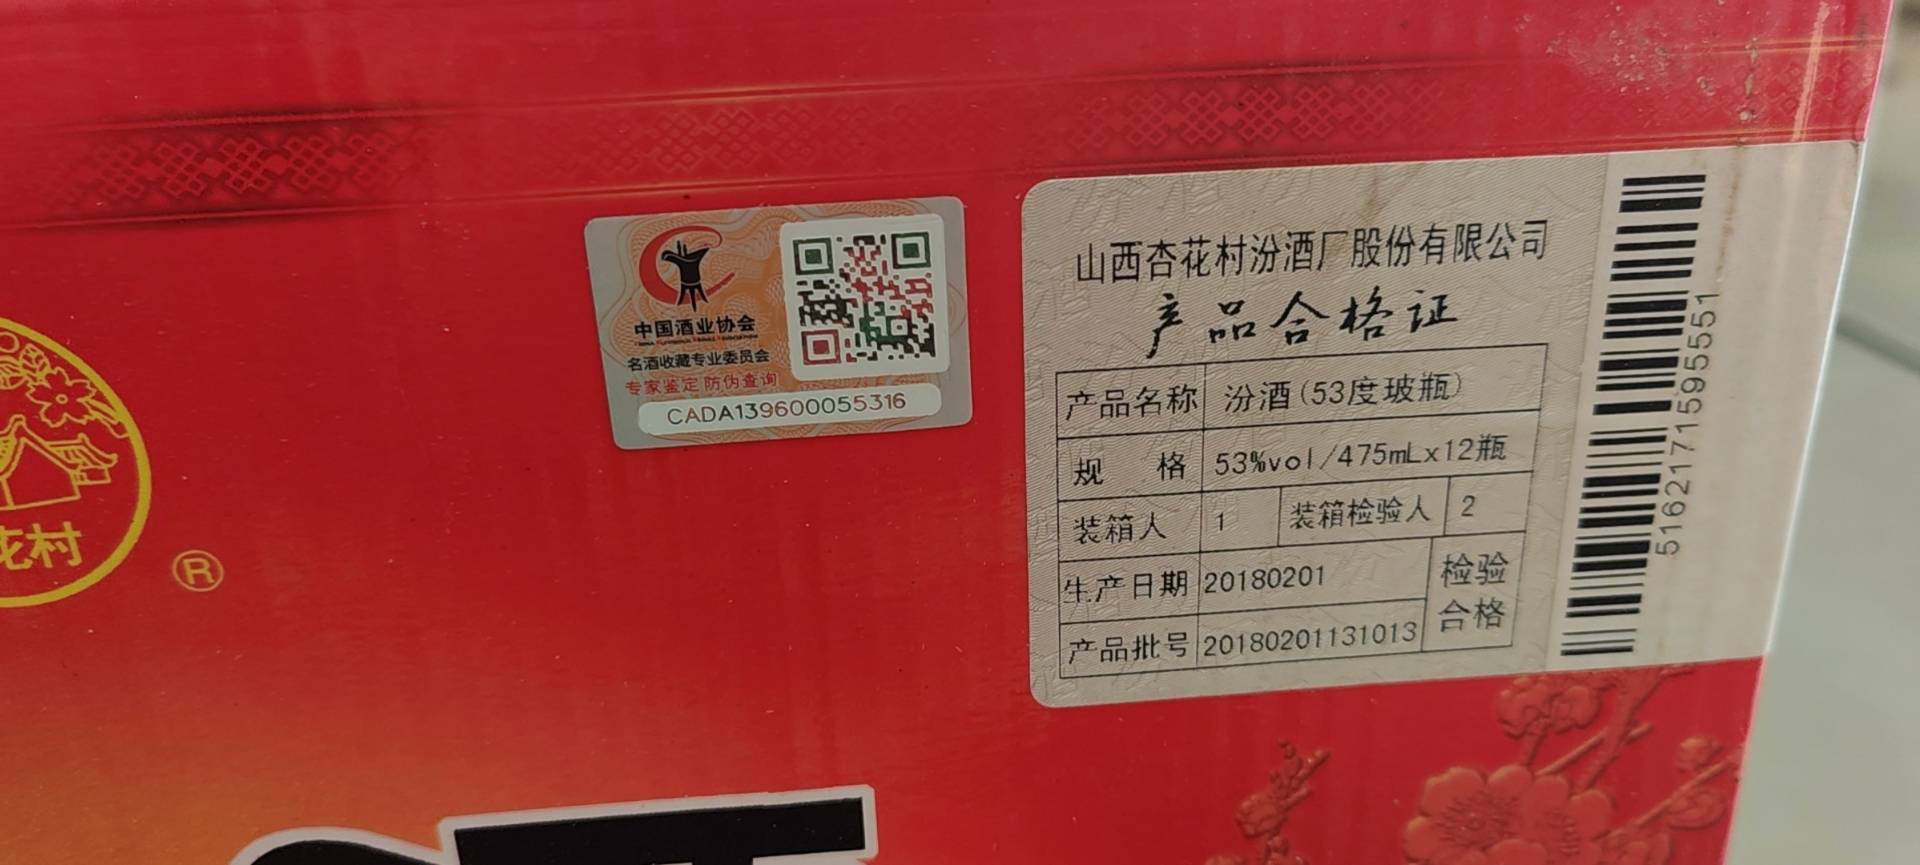 中国酒业协会
名酒收藏专业委员会
专家鉴定 防伪查询
CADA139600055316
山西杏花村汾酒厂股份有限公司
产品合格证
产品名称 汾酒(53度玻瓶)
规 格 53%vol/475mLx12瓶
装箱人 1 装箱检验人 2
生产日期 20180201 检验
产品批号 20180201131013 合格
5162171595551
花村
®